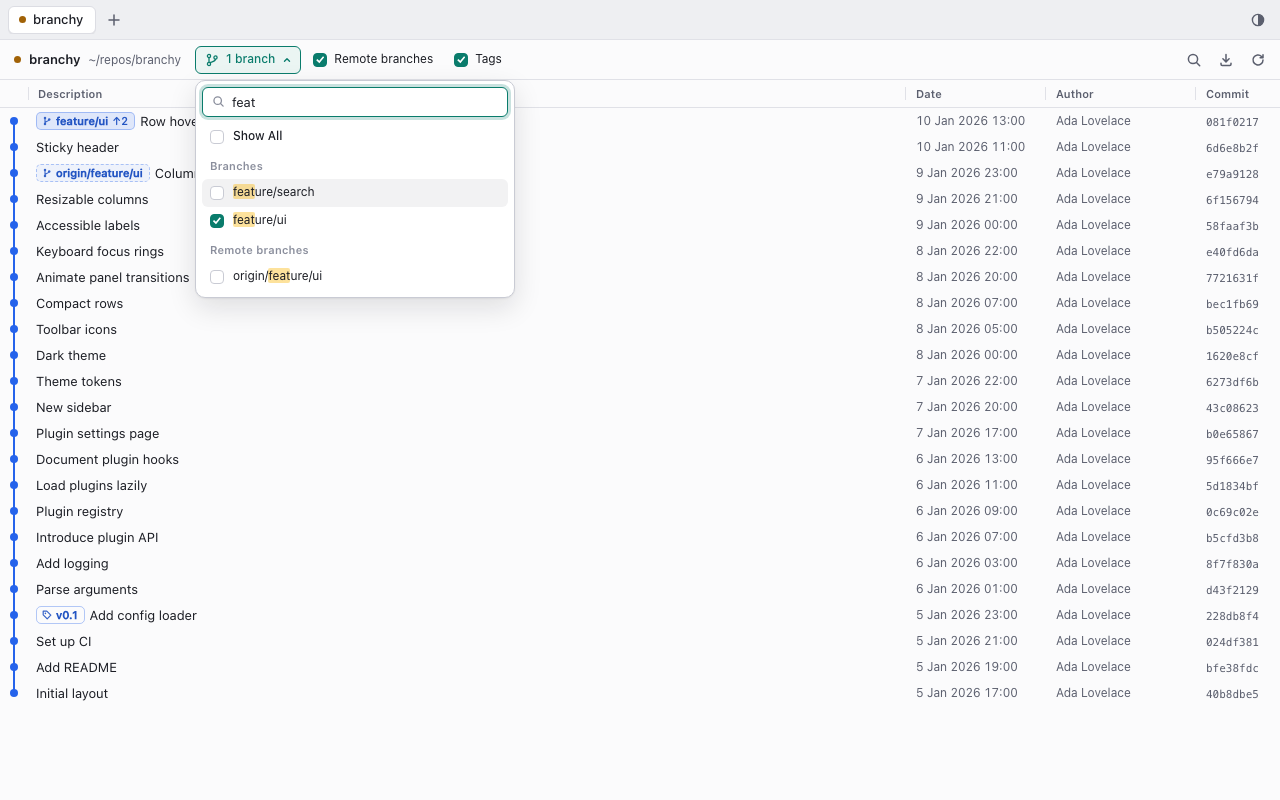 branchy
branchy ~/repos/branchy 1 branch Remote branches Tags
Description Date Author Commit
feat
Show All
Branches
feature/search
feature/ui
Remote branches
origin/feature/ui
feature/ui ↑2 Row hove 10 Jan 2026 13:00 Ada Lovelace 081f0217
Sticky header 10 Jan 2026 11:00 Ada Lovelace 6d6e8b2f
origin/feature/ui Colum 9 Jan 2026 23:00 Ada Lovelace e79a9128
Resizable columns 9 Jan 2026 21:00 Ada Lovelace 6f156794
Accessible labels 9 Jan 2026 00:00 Ada Lovelace 58faaf3b
Keyboard focus rings 8 Jan 2026 22:00 Ada Lovelace e40fd6da
Animate panel transitions 8 Jan 2026 20:00 Ada Lovelace 7721631f
Compact rows 8 Jan 2026 07:00 Ada Lovelace bec1fb69
Toolbar icons 8 Jan 2026 05:00 Ada Lovelace b505224c
Dark theme 8 Jan 2026 00:00 Ada Lovelace 1620e8cf
Theme tokens 7 Jan 2026 22:00 Ada Lovelace 6273df6b
New sidebar 7 Jan 2026 20:00 Ada Lovelace 43c08623
Plugin settings page 7 Jan 2026 17:00 Ada Lovelace b0e65867
Document plugin hooks 6 Jan 2026 13:00 Ada Lovelace 95f666e7
Load plugins lazily 6 Jan 2026 11:00 Ada Lovelace 5d1834bf
Plugin registry 6 Jan 2026 09:00 Ada Lovelace 0c69c02e
Introduce plugin API 6 Jan 2026 07:00 Ada Lovelace b5cfd3b8
Add logging 6 Jan 2026 03:00 Ada Lovelace 8f7f830a
Parse arguments 6 Jan 2026 01:00 Ada Lovelace d43f2129
v0.1 Add config loader 5 Jan 2026 23:00 Ada Lovelace 228db8f4
Set up CI 5 Jan 2026 21:00 Ada Lovelace 024df381
Add README 5 Jan 2026 19:00 Ada Lovelace bfe38fdc
Initial layout 5 Jan 2026 17:00 Ada Lovelace 40b8dbe5